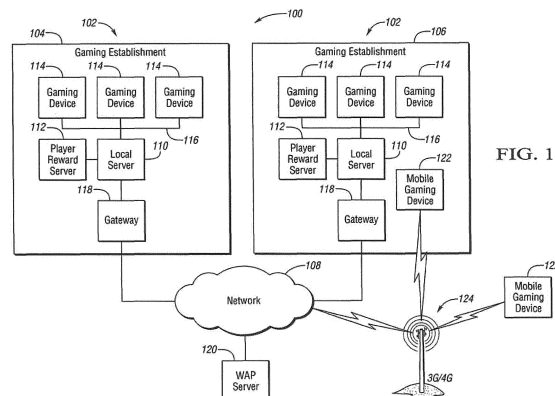 100
102
102
104
Gaming Establishment
106
Gaming Establishment
114
114
114
114
114
114
Gaming
Device
Gaming
Device
Gaming
Device
Gaming
Device
Gaming
Device
Gaming
Device
112
116
112
116
Player
Reward
Server
Local
Server
110
Player
Reward
Server
Local
Server
110
122
118
118
Mobile
Gaming
Device
Gateway
Gateway
FIG. 1
108
Network
124
Mobile
Gaming
Device
120
WAP
Server
3G/4G